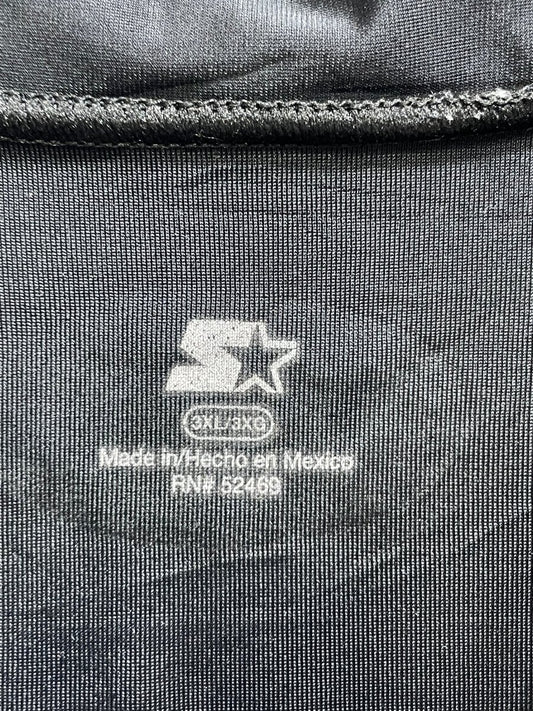 3XL/3XG
Made in/Hecho en Mexico
RN# 52469